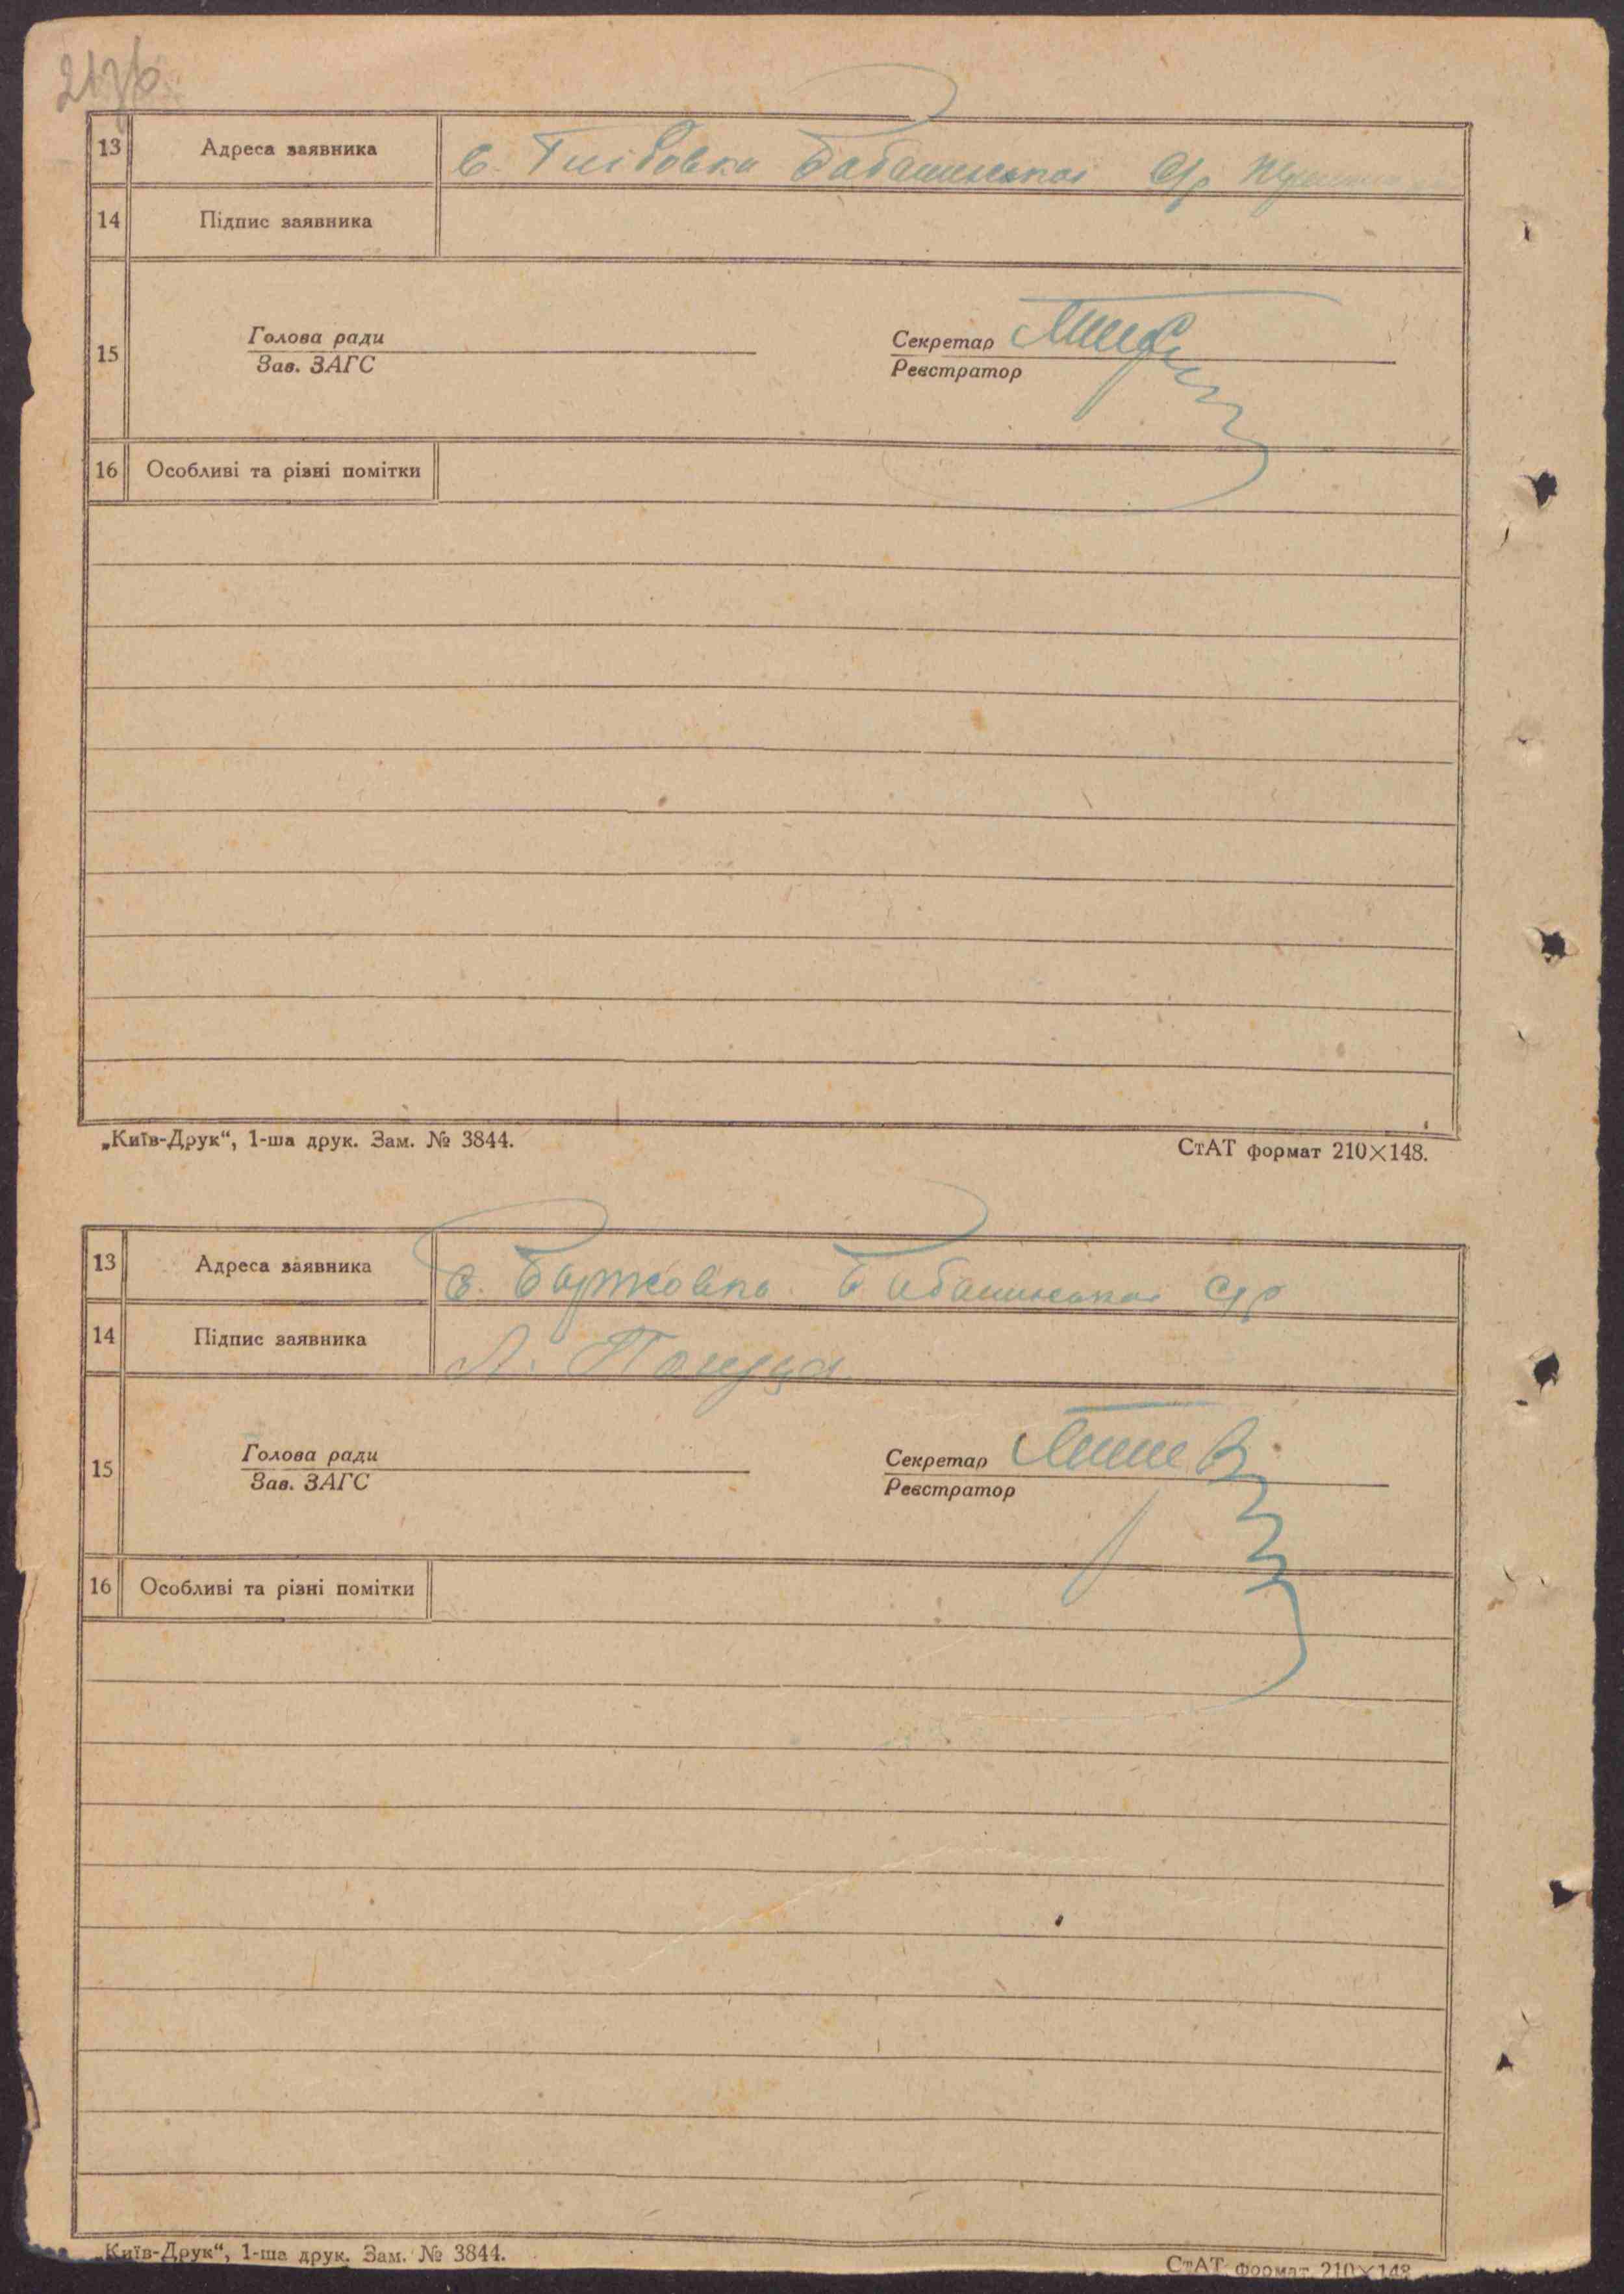 13 Адреса заявника с. Глібовка Бабашинської С/р
14 Підпис заявника
15 Голова ради Секретар
Зав. ЗАГС Реєстратор
16 Особливі та різні помітки
„Київ-Друк“, 1-ша друк. Зам. № 3844. СтАТ формат 210×148.
13 Адреса заявника с. С/р
14 Підпис заявника Л.
15 Голова ради Секретар
Зав. ЗАГС Реєстратор
16 Особливі та різні помітки
„Київ-Друк“, 1-ша друк. Зам. № 3844. СтАТ формат 210×148